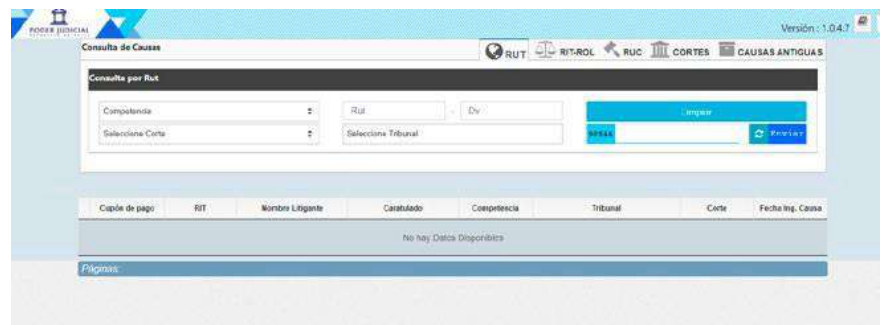 PODER JUDICIAL
Versión : 1.0.4.7
Consulta de Causas
RUT
RIT-ROL
RUC
CORTES
CAUSAS ANTIGUAS
Consulta por Rut
Competencia
Rut
-
Dv
Limpiar
Seleccione Corte
Seleccione Tribunal
Enviar
Cupón de pago RIT Nombre Litigante Caratulado Competencia Tribunal Corte Fecha Ing. Causa
No hay Datos Disponibles
Páginas: